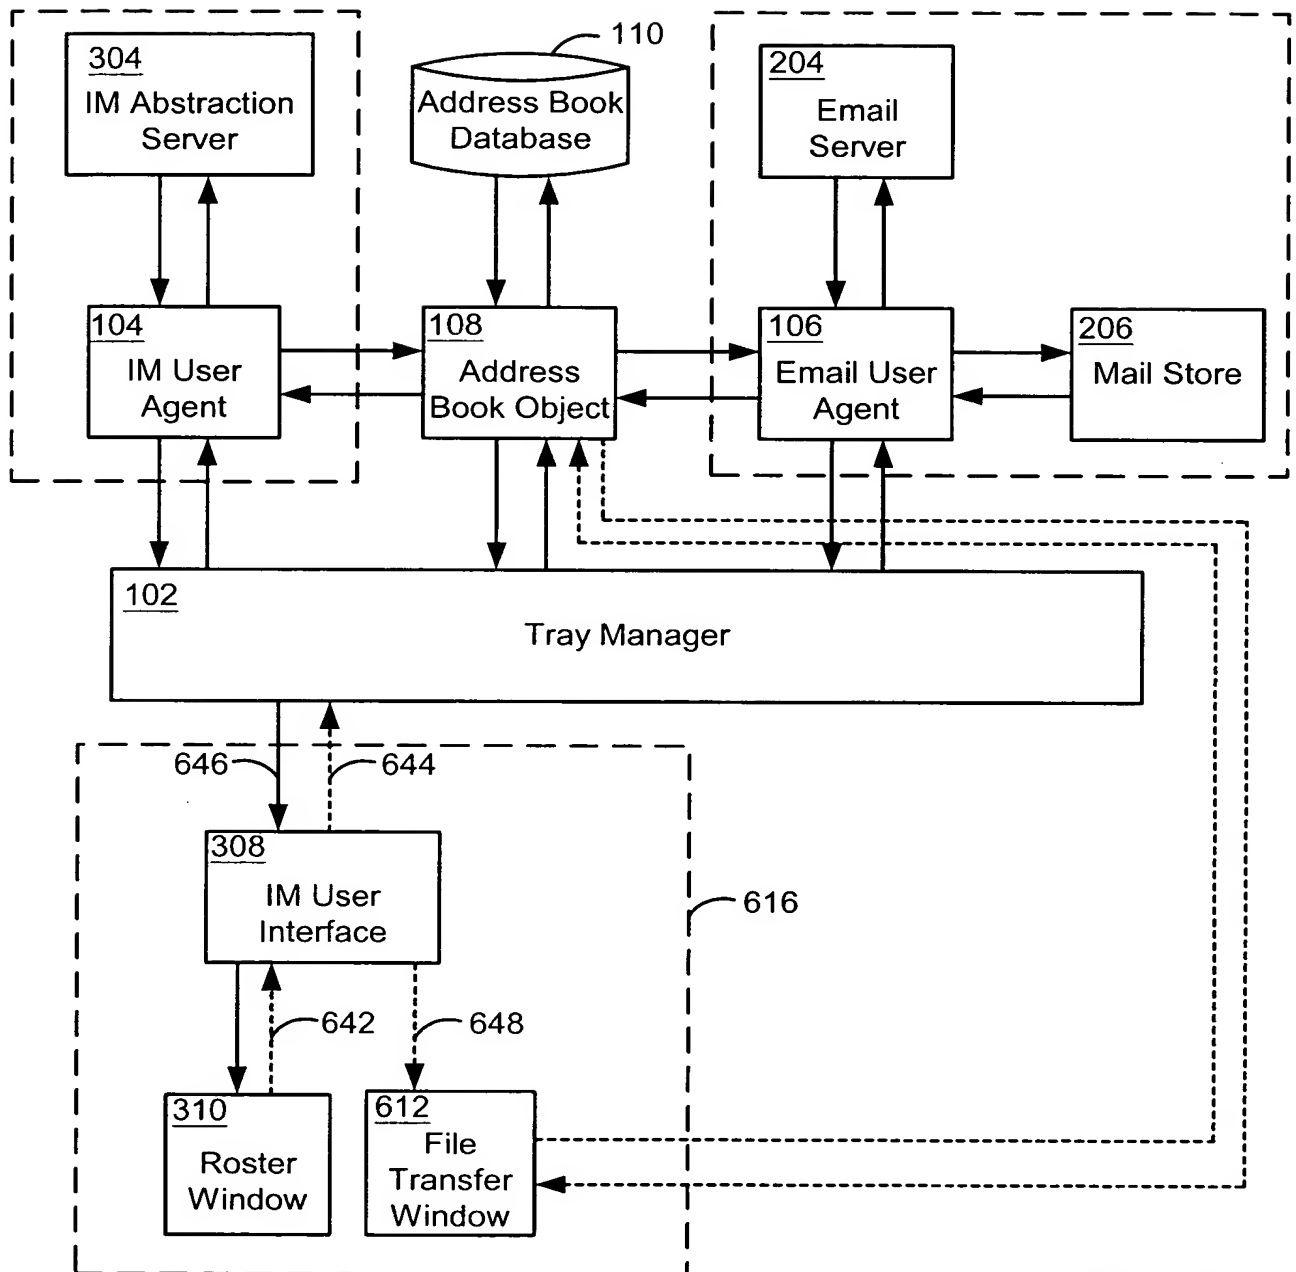 110
304
IM Abstraction
Server
Address Book
Database
204
Email
Server
104
IM User
Agent
108
Address
Book Object
106
Email User
Agent
206
Mail Store
102
Tray Manager
646
644
308
IM User
Interface
616
642
648
310
Roster
Window
612
File
Transfer
Window